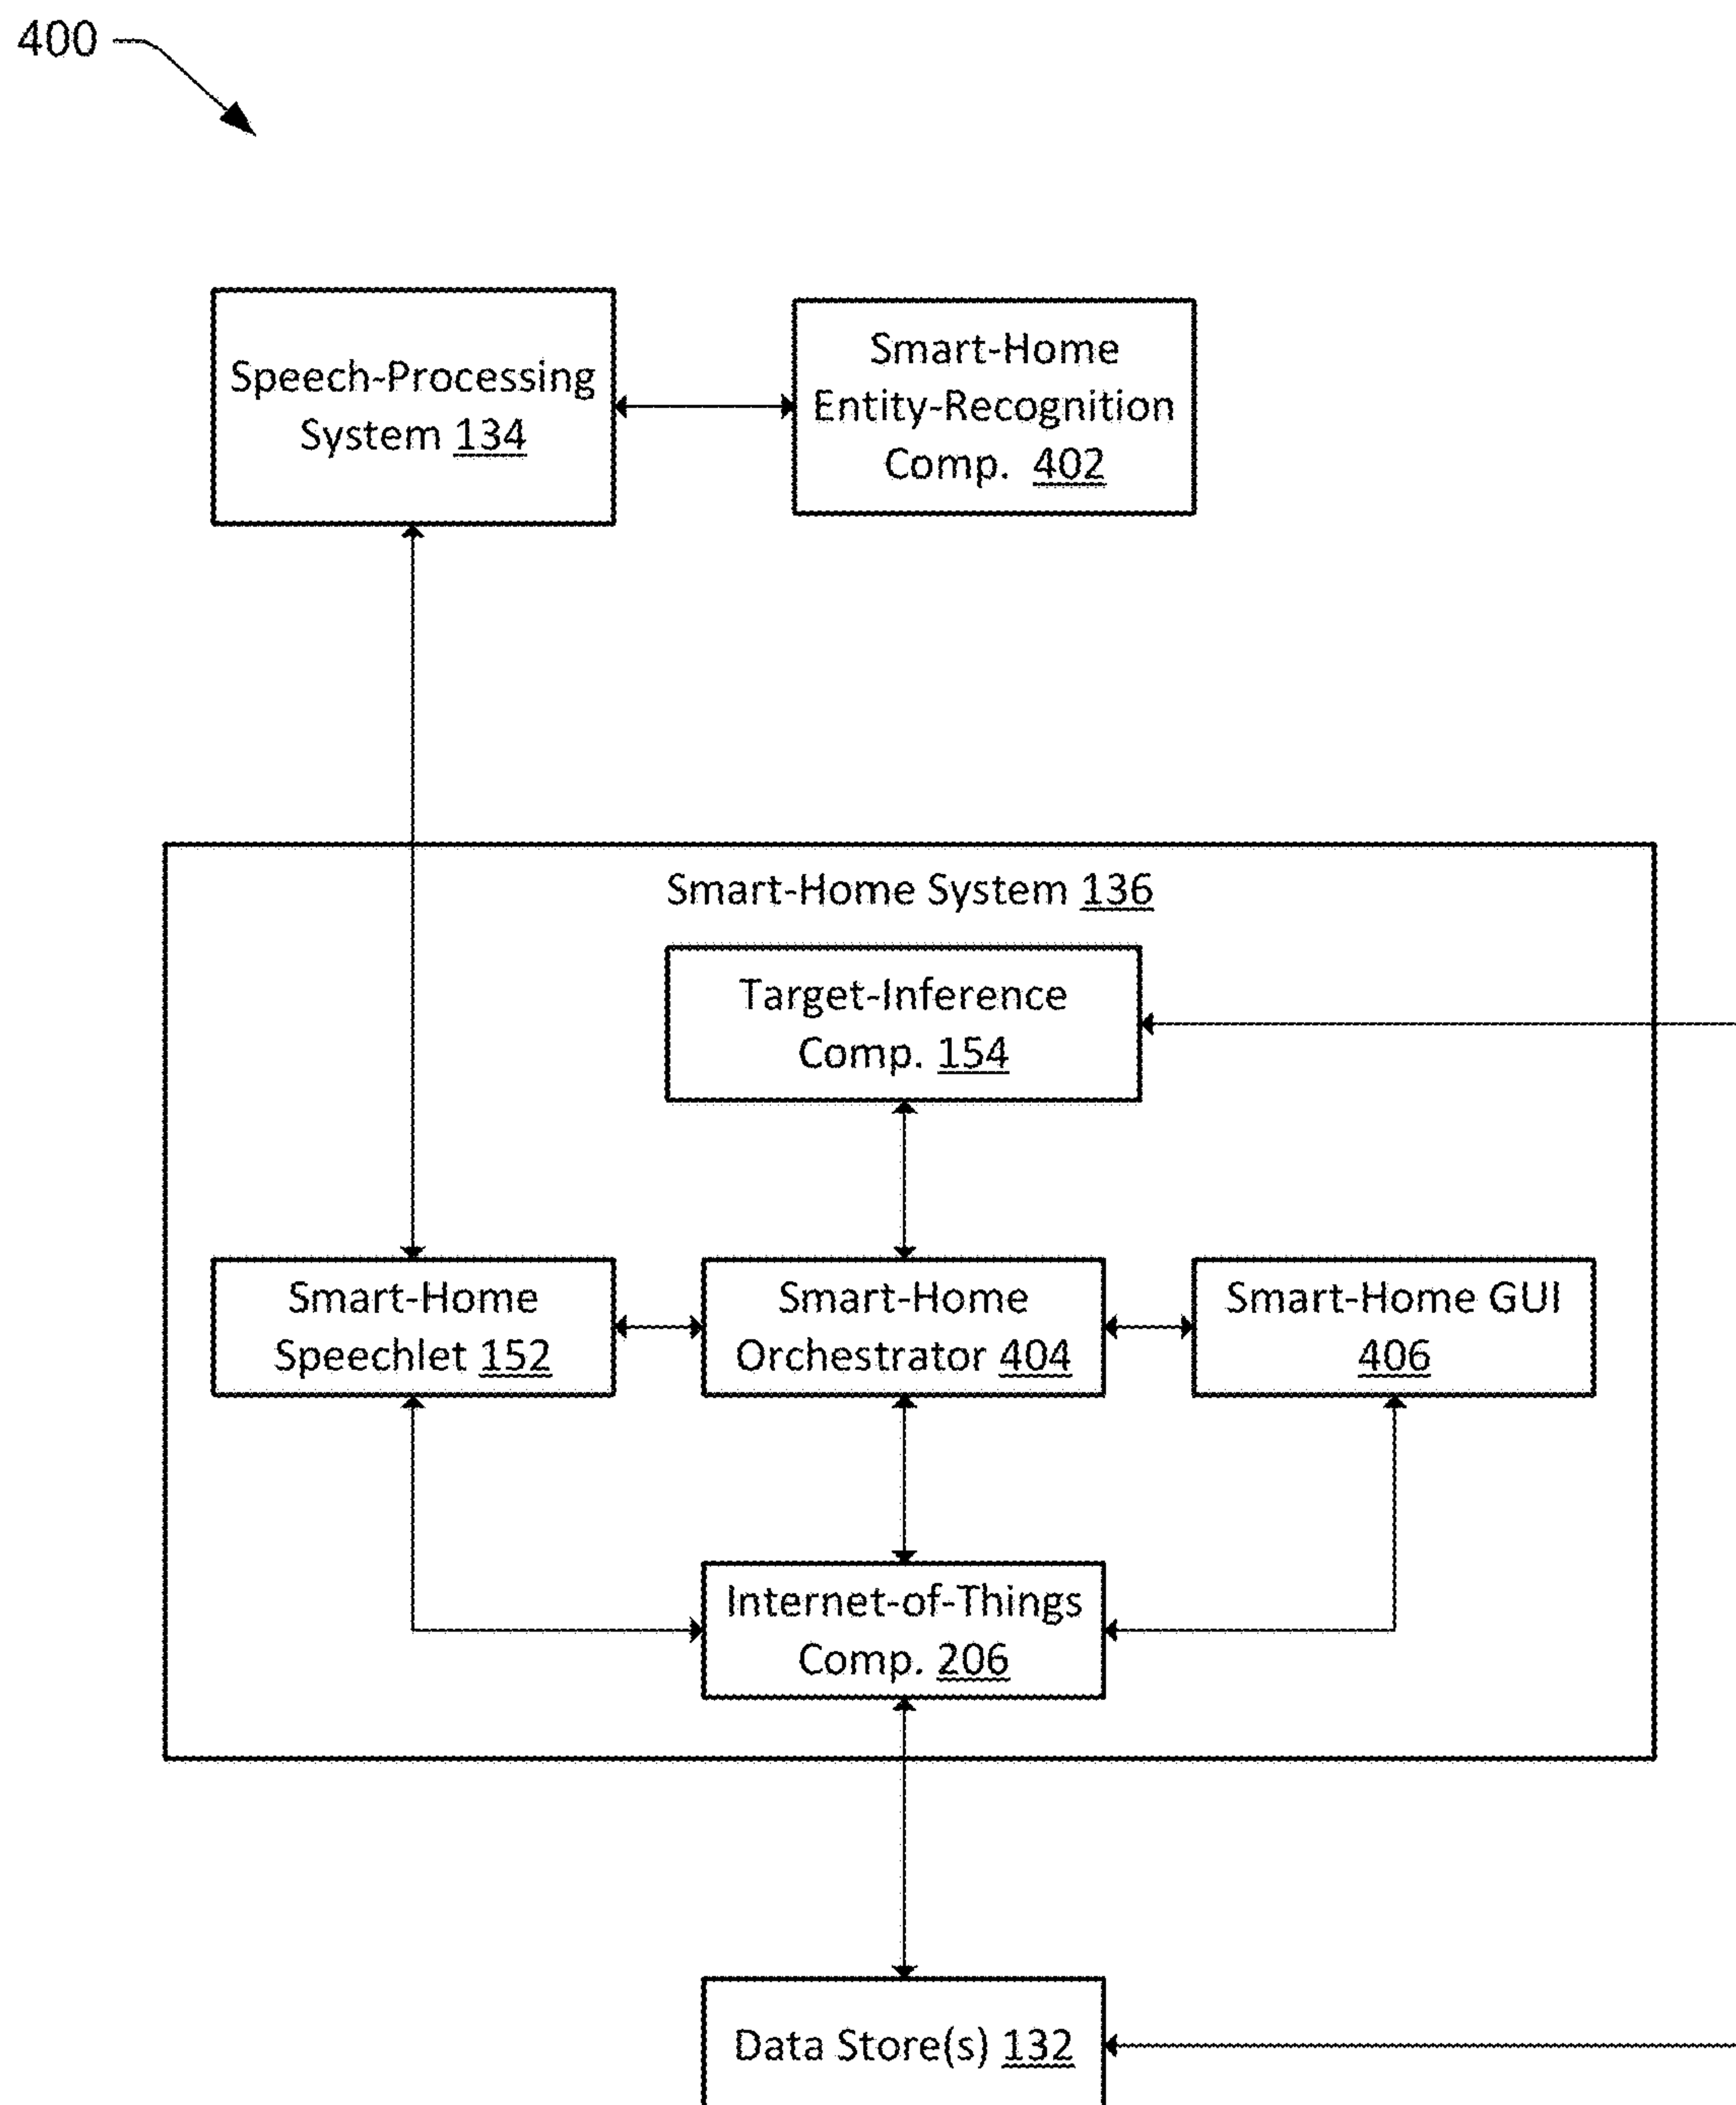 400
Speech-Processing
System 134
Smart-Home
Entity-Recognition
Comp. 402
Smart-Home System 136
Target-Inference
Comp. 154
Smart-Home
Speechlet 152
Smart-Home
Orchestrator 404
Smart-Home GUI
406
Internet-of-Things
Comp. 206
Data Store(s) 132